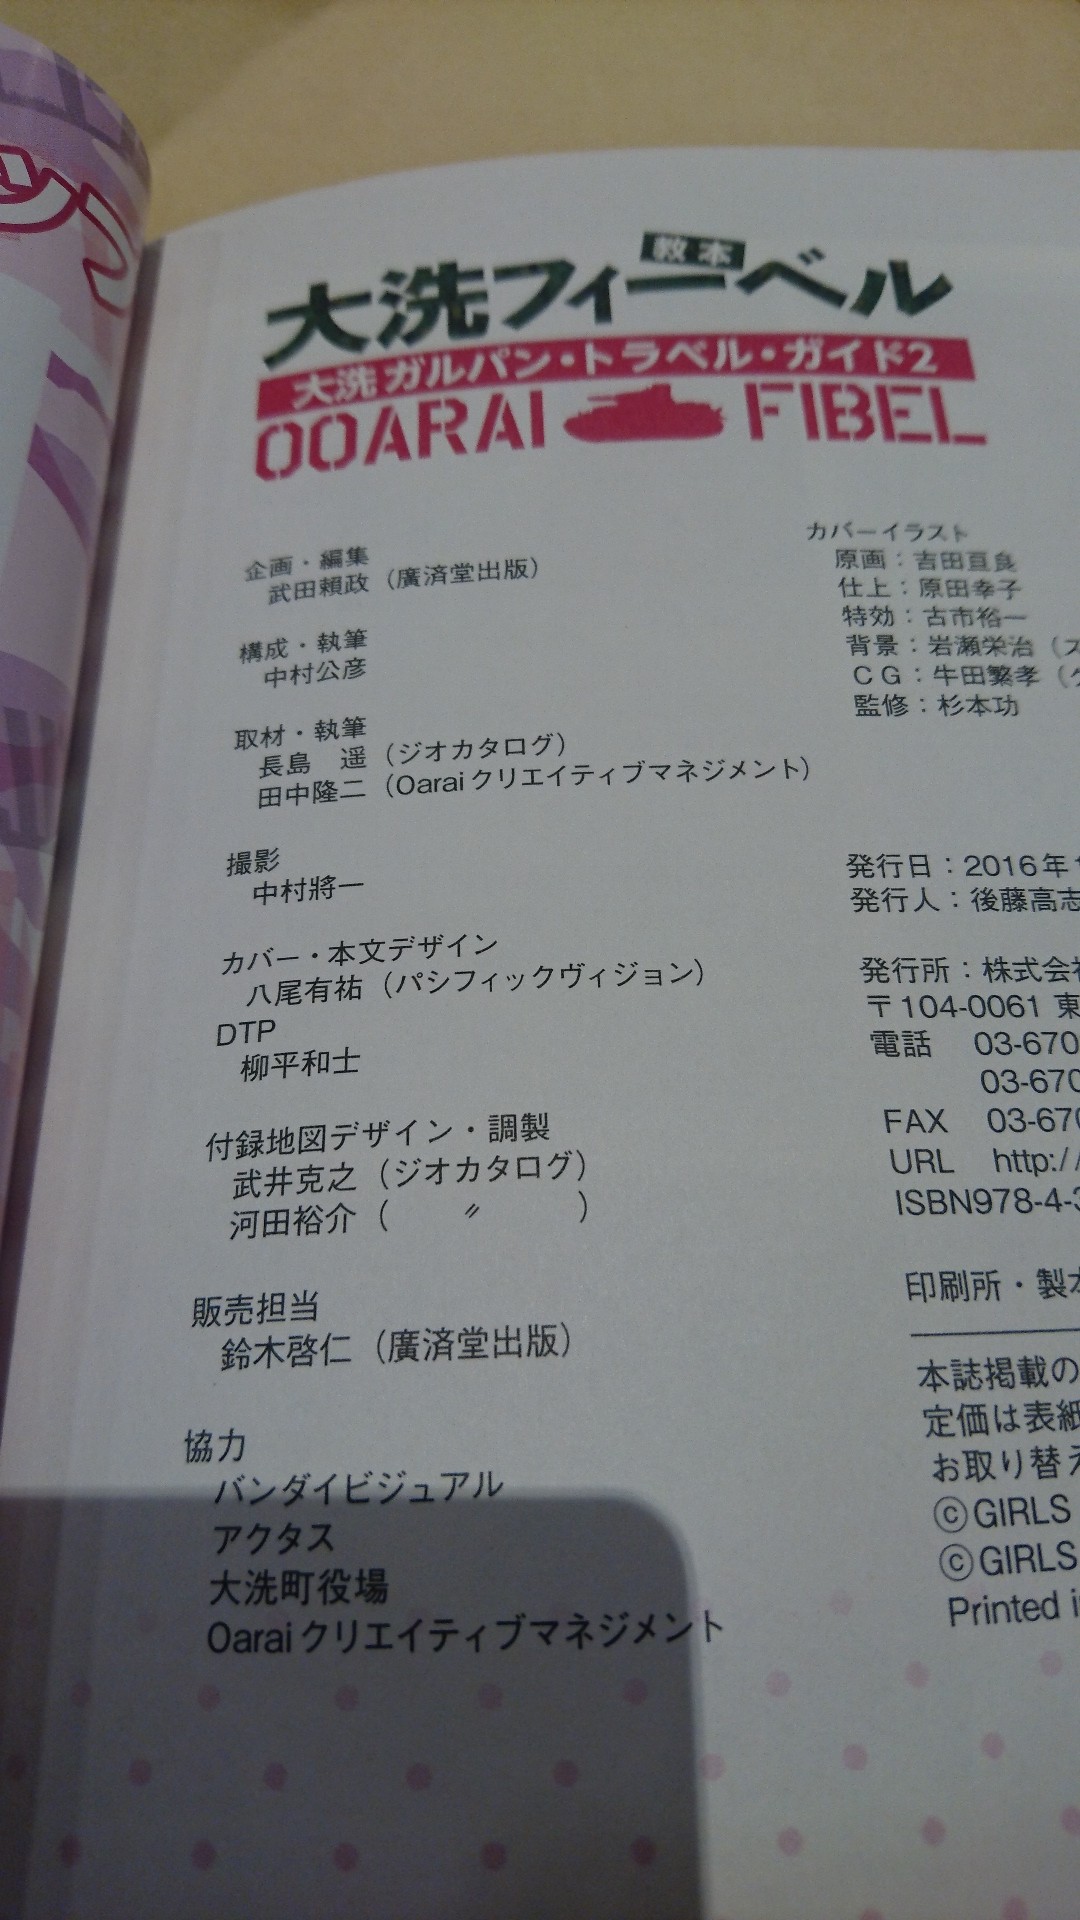 教本
大洗フィーベル
大洗ガルパン・トラベル・ガイド2
OOARAI FIBEL
企画・編集
武田頼政（廣済堂出版）
構成・執筆
中村公彦
取材・執筆
長島　遥（ジオカタログ）
田中隆二（Oaraiクリエイティブマネジメント）
撮影
中村將一
カバー・本文デザイン
八尾有祐（パシフィックヴィジョン）
DTP
柳平和士
付録地図デザイン・調製
武井克之（ジオカタログ）
河田裕介（　〃　）
販売担当
鈴木啓仁（廣済堂出版）
協力
バンダイビジュアル
アクタス
大洗町役場
Oaraiクリエイティブマネジメント
カバーイラスト
原画：吉田亘良
仕上：原田幸子
特効：古市裕一
背景：岩瀬栄治（ス
ＣＧ：牛田繁孝（
監修：杉本功
発行日：2016年1
発行人：後藤高志
発行所：株式会社
〒104-0061 東
電話　03-670
03-670
FAX　03-670
URL　http://
ISBN978-4-3
印刷所・製本
本誌掲載の
定価は表紙
お取り替え
ⓒGIRLS
ⓒGIRLS
Printed i